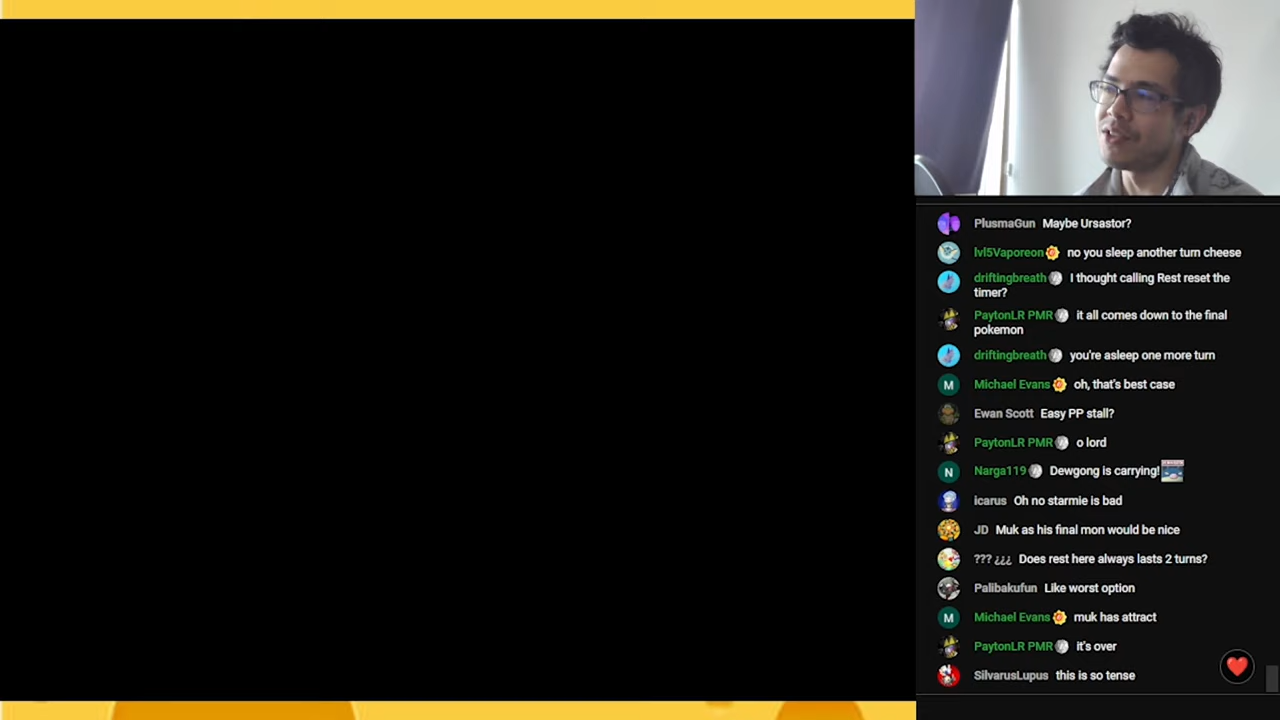 PlusmaGun Maybe Ursastor?
lvl5Vaporeon no you sleep another turn cheese
driftingbreath I thought calling Rest reset the
timer?
PaytonLR PMR it all comes down to the final
pokemon
driftingbreath you're asleep one more turn
M Michael Evans oh, that's best case
Ewan Scott Easy PP stall?
PaytonLR PMR o lord
N Narga119 Dewgong is carrying!
icarus Oh no starmie is bad
JD Muk as his final mon would be nice
??? ¿¿¿ Does rest here always lasts 2 turns?
Palibakufun Like worst option
M Michael Evans muk has attract
PaytonLR PMR it's over
SilvarusLupus this is so tense